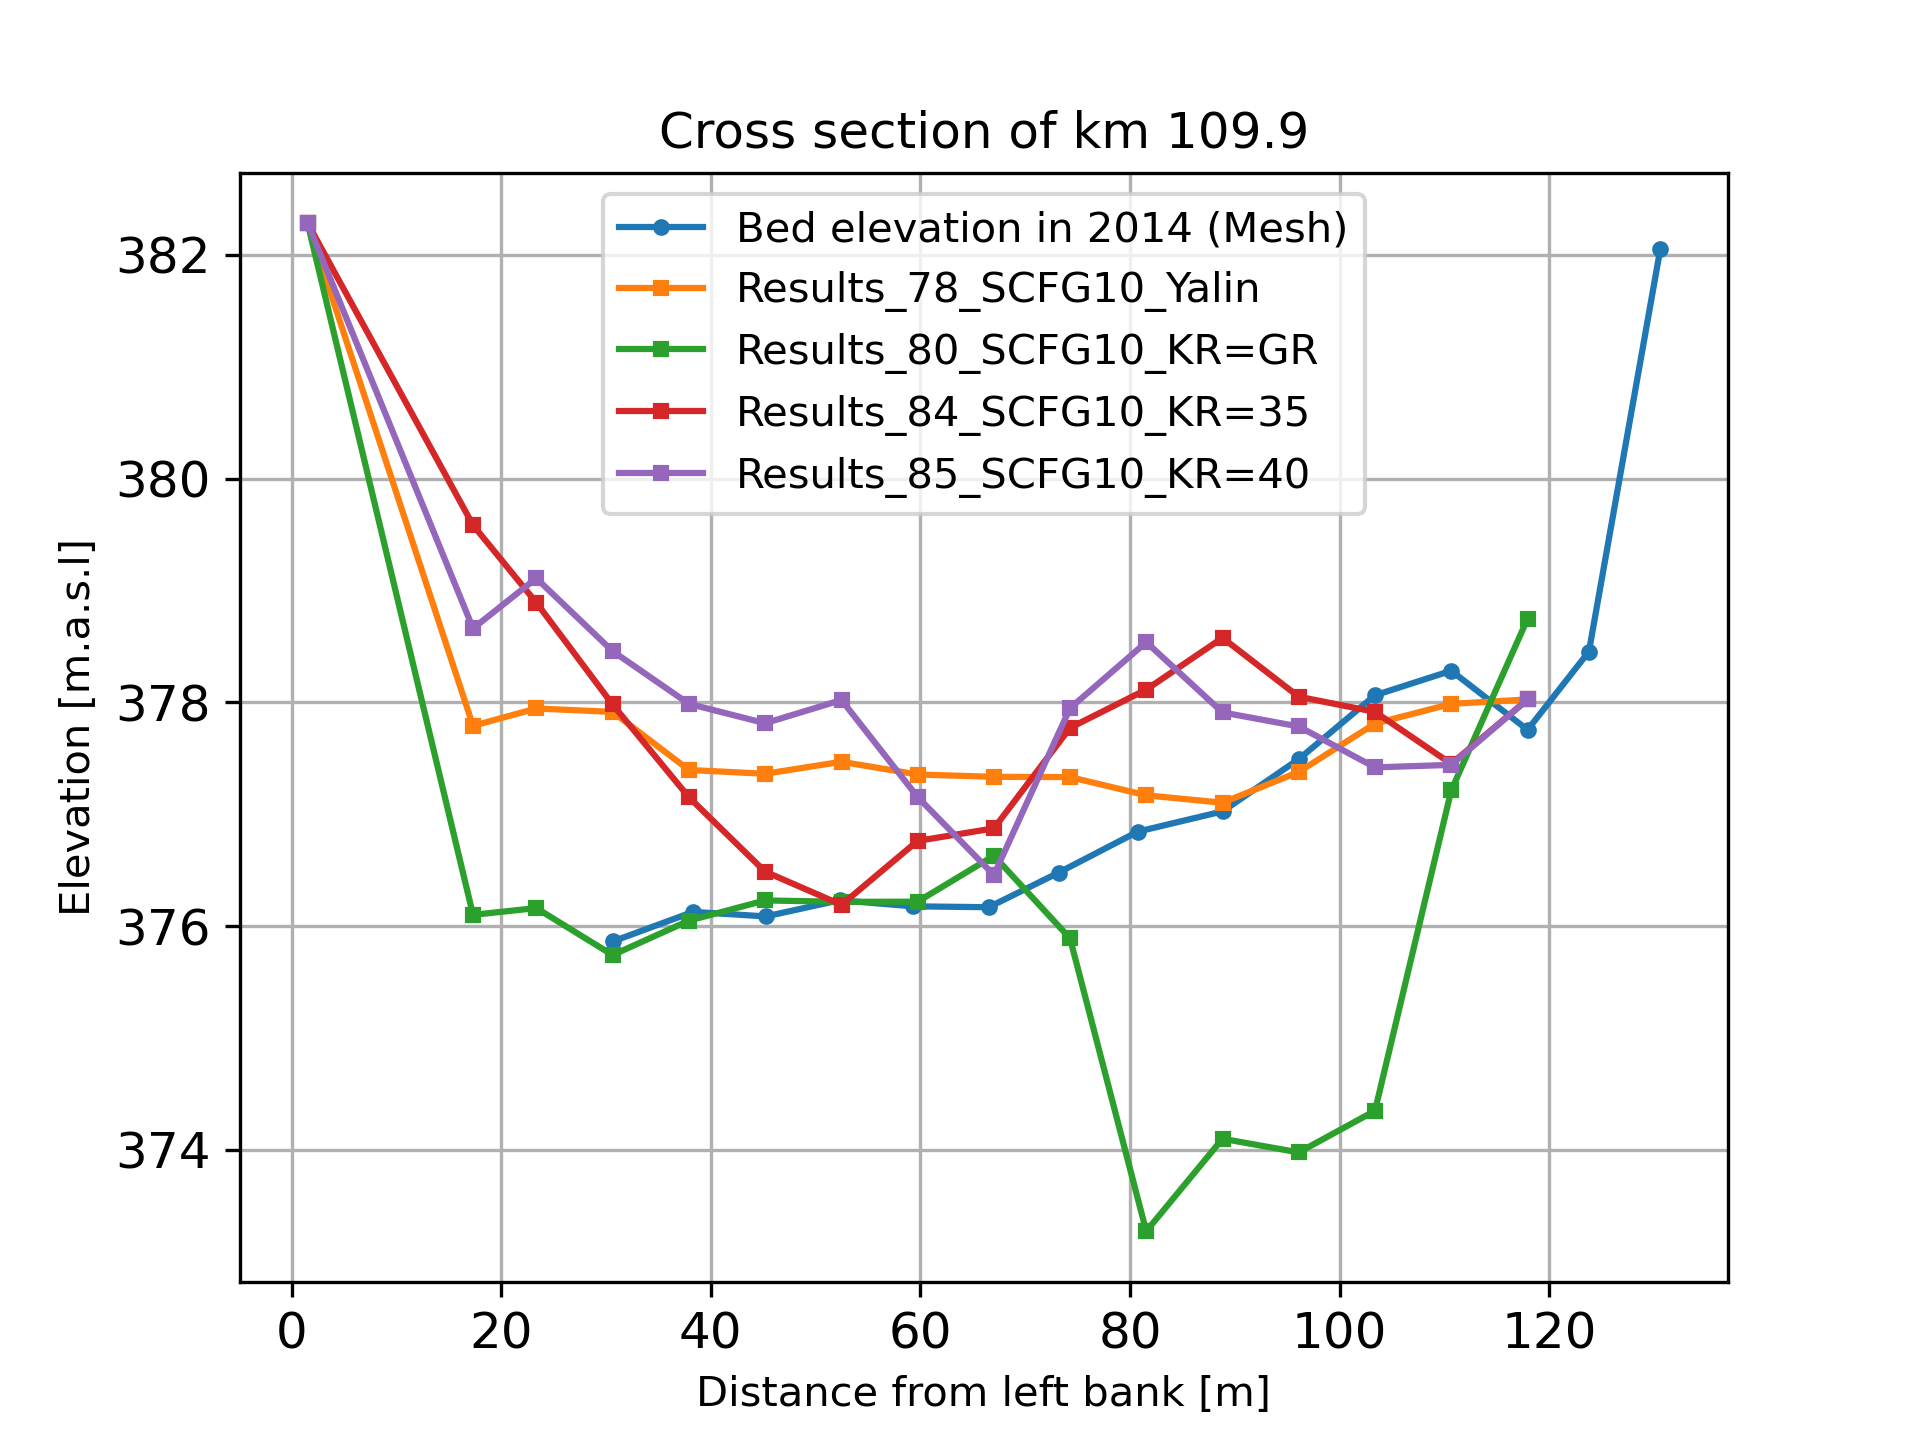 Cross section of km 109.9
Bed elevation in 2014 (Mesh)
Results_78_SCFG10_Yalin
Results_80_SCFG10_KR=GR
Results_84_SCFG10_KR=35
Results_85_SCFG10_KR=40
382
380
378
376
374
Elevation [m.a.s.l]
0 20 40 60 80 100 120
Distance from left bank [m]